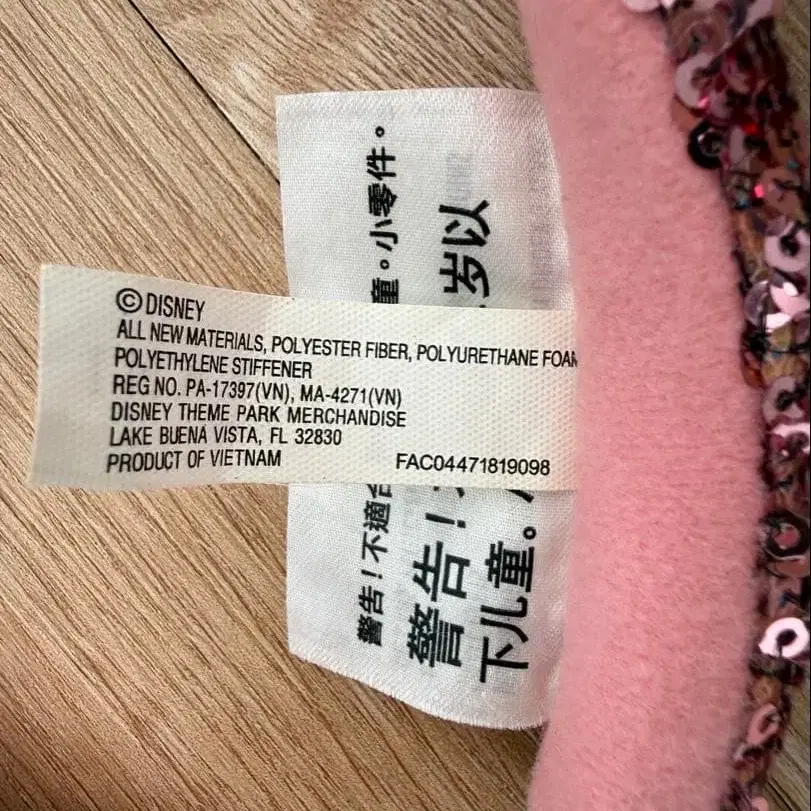 © DISNEY
ALL NEW MATERIALS, POLYESTER FIBER, POLYURETHANE FOAM
POLYETHYLENE STIFFENER
REG NO. PA-17397(VN), MA-4271(VN)
DISNEY THEME PARK MERCHANDISE
LAKE BUENA VISTA, FL 32830
PRODUCT OF VIETNAM
FAC04471819098
警告！不適合 童。小零件。
警告！ 岁以
下儿童。